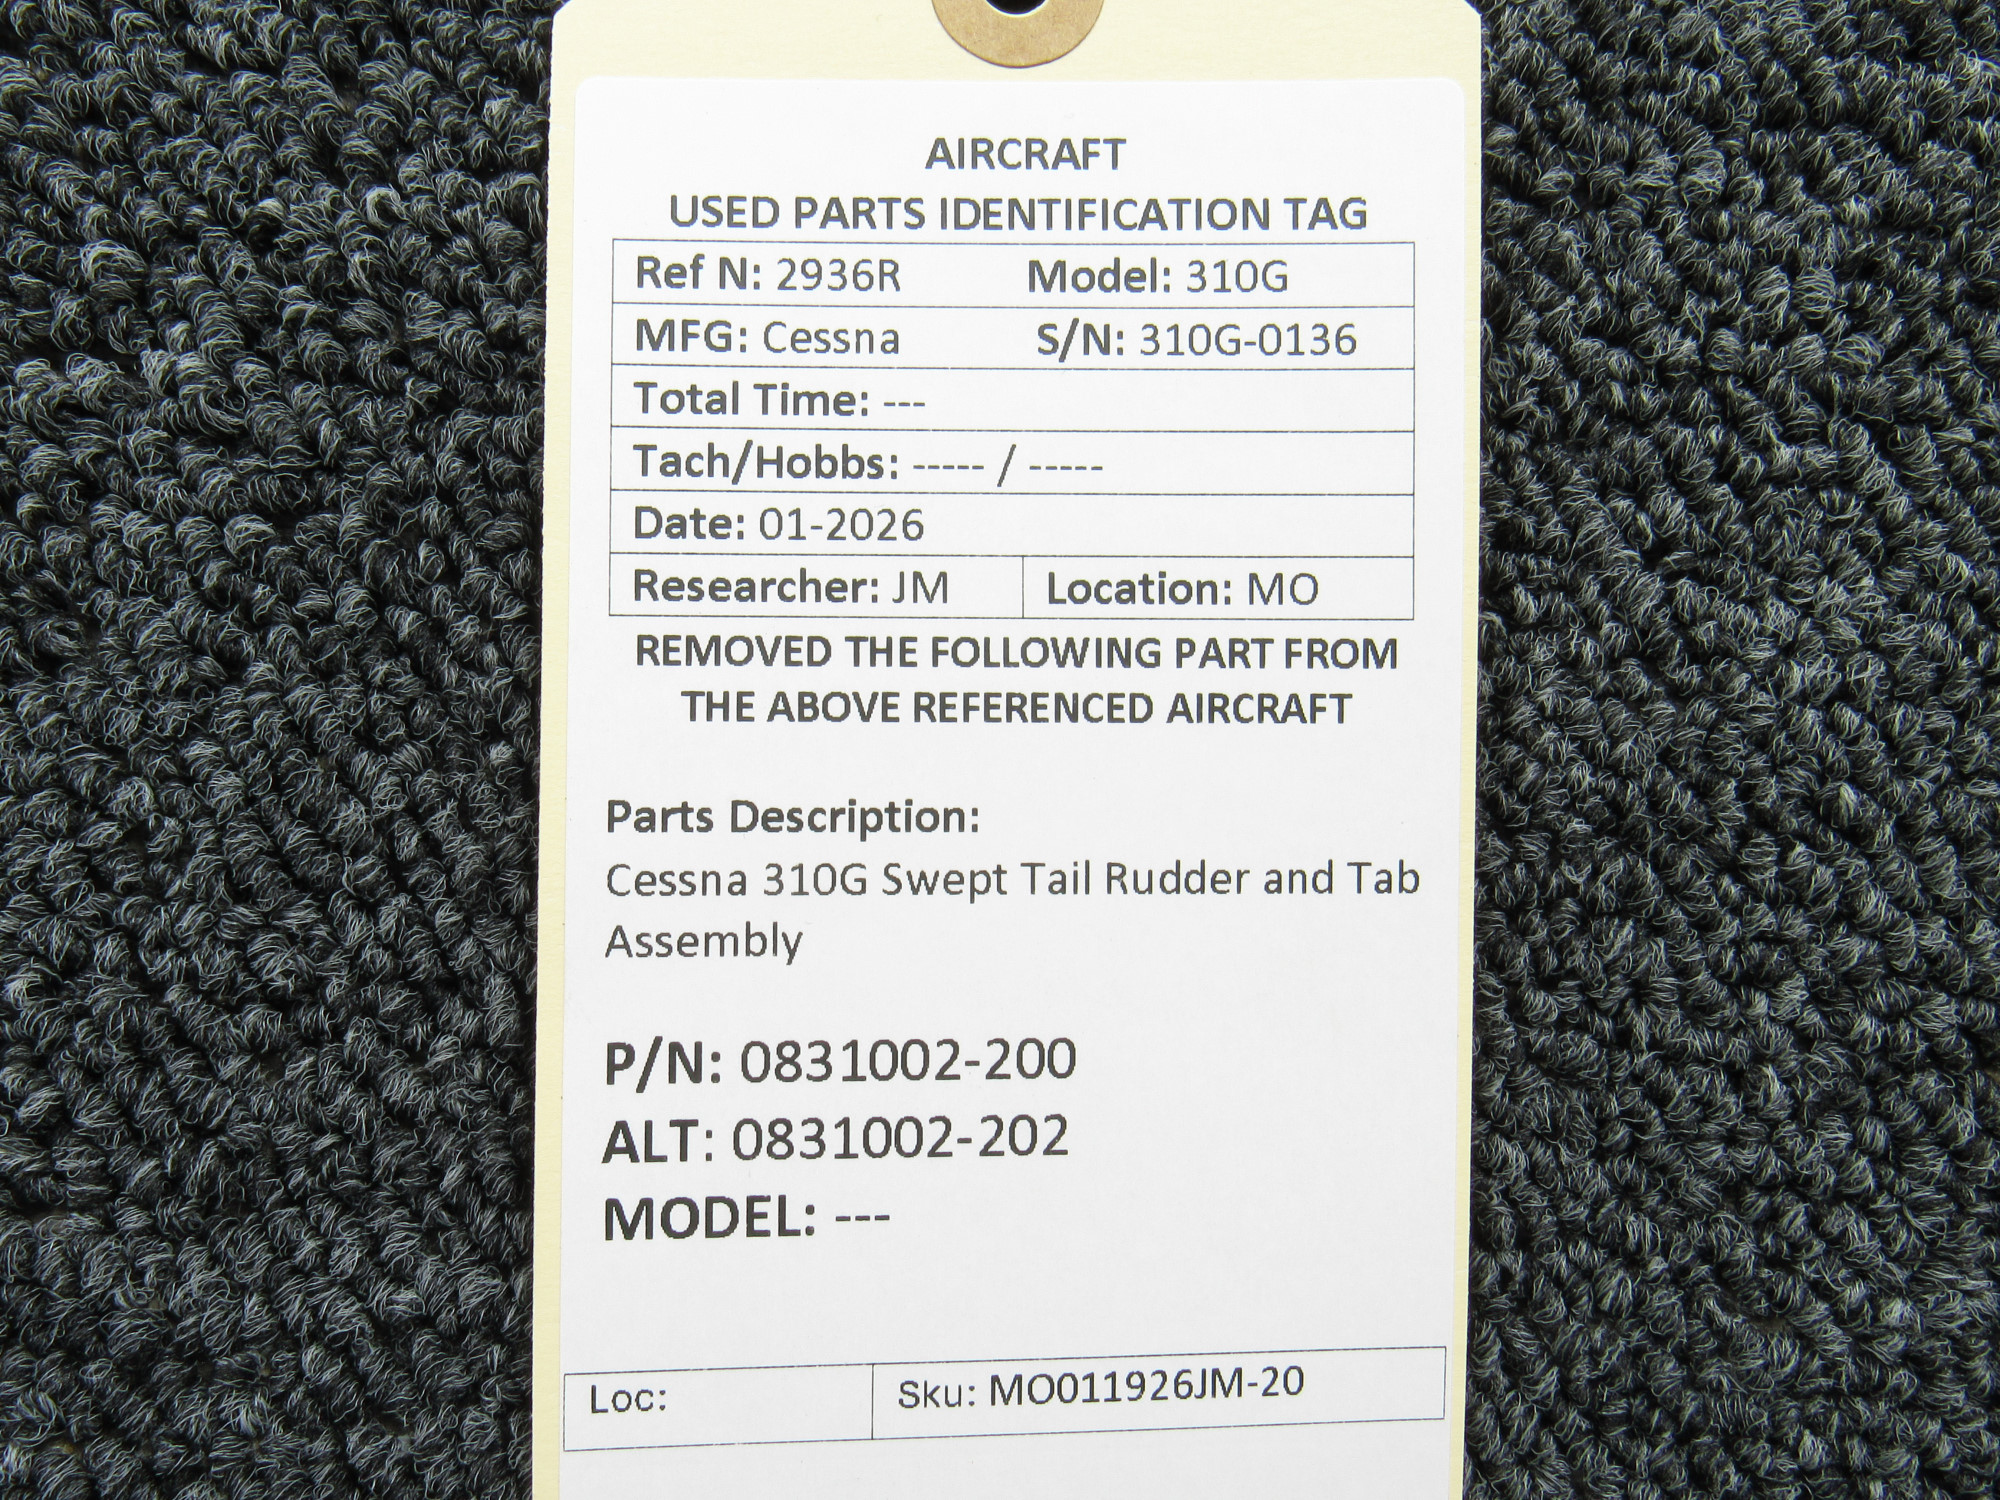 AIRCRAFT
USED PARTS IDENTIFICATION TAG
Ref N: 2936R Model: 310G
MFG: Cessna S/N: 310G-0136
Total Time: ---
Tach/Hobbs: ----- / -----
Date: 01-2026
Researcher: JM Location: MO
REMOVED THE FOLLOWING PART FROM
THE ABOVE REFERENCED AIRCRAFT
Parts Description:
Cessna 310G Swept Tail Rudder and Tab
Assembly
P/N: 0831002-200
ALT: 0831002-202
MODEL: ---
Loc: Sku: MO011926JM-20